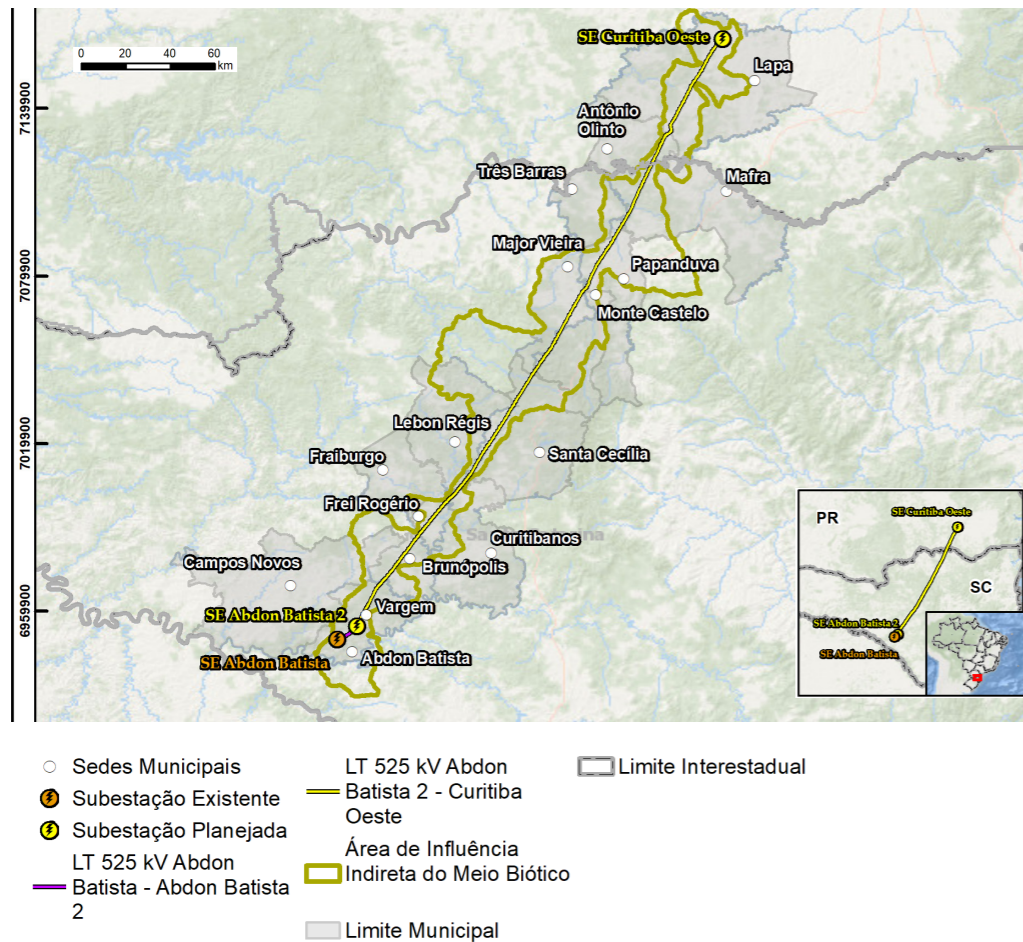 SE Curitiba Oeste
0 20 40 60
km
Lapa
7139900
Antônio
Olinto
Três Barras
Mafra
Major Vieira
7079900
Papanduva
Monte Castelo
Lebon Régis
7019900
Fraiburgo
Santa Cecília
Frei Rogério
Curitibanos
Campos Novos
Brunópolis
6959900
SE Abdon Batista 2
Vargem
SE Abdon Batista
Abdon Batista
PR
SE Curitiba Oeste
SC
SE Abdon Batista 2
SE Abdon Batista
Sedes Municipais
Subestação Existente
Subestação Planejada
LT 525 kV Abdon
Batista - Abdon Batista
2
LT 525 kV Abdon
Batista 2 - Curitiba
Oeste
Área de Influência
Indireta do Meio Biótico
Limite Municipal
Limite Interestadual